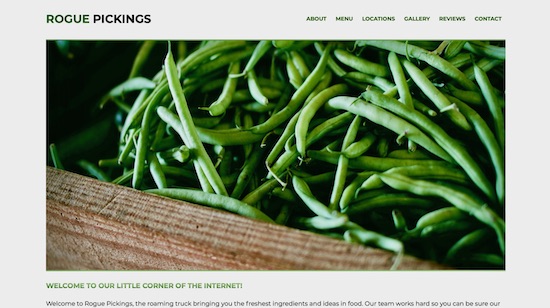 ROGUE PICKINGS
ABOUT MENU LOCATIONS GALLERY REVIEWS CONTACT
WELCOME TO OUR LITTLE CORNER OF THE INTERNET!
Welcome to Rogue Pickings, the roaming truck bringing you the freshest ingredients and ideas in food. Our team works hard so you can be sure our